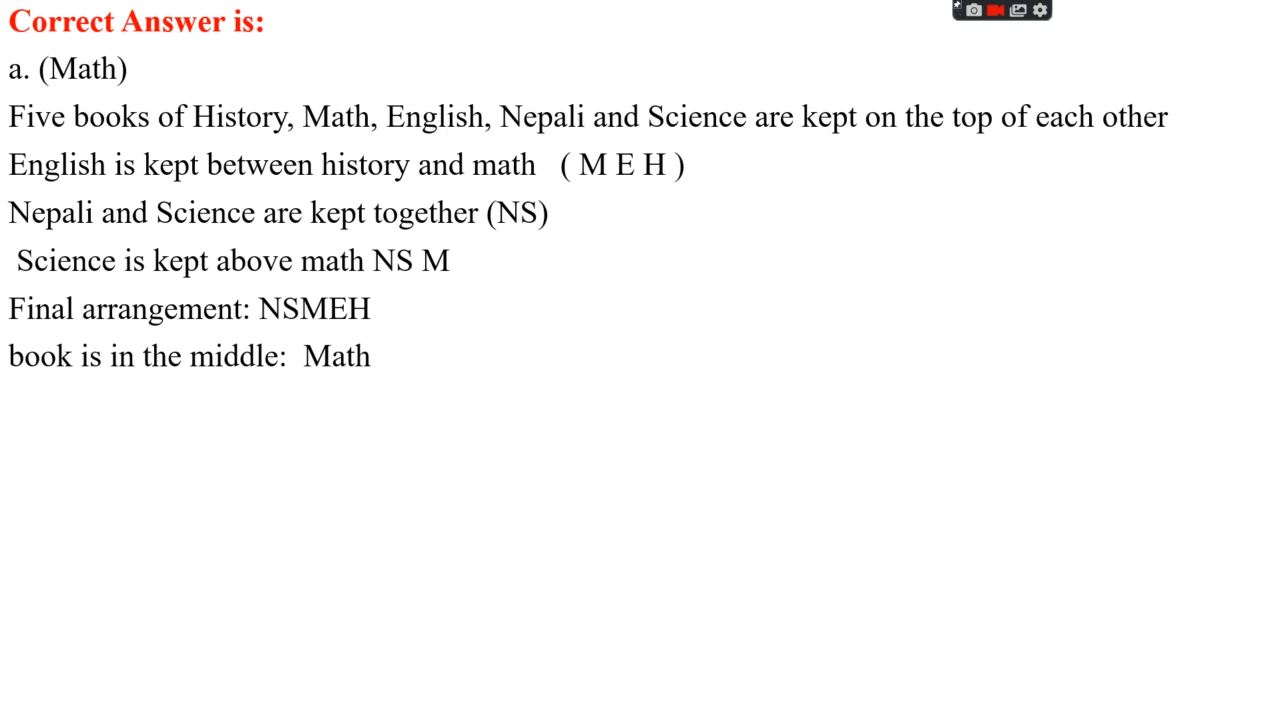 Correct Answer is:
a. (Math)
Five books of History, Math, English, Nepali and Science are kept on the top of each other
English is kept between history and math ( M E H )
Nepali and Science are kept together (NS)
Science is kept above math NS M
Final arrangement: NSMEH
book is in the middle: Math